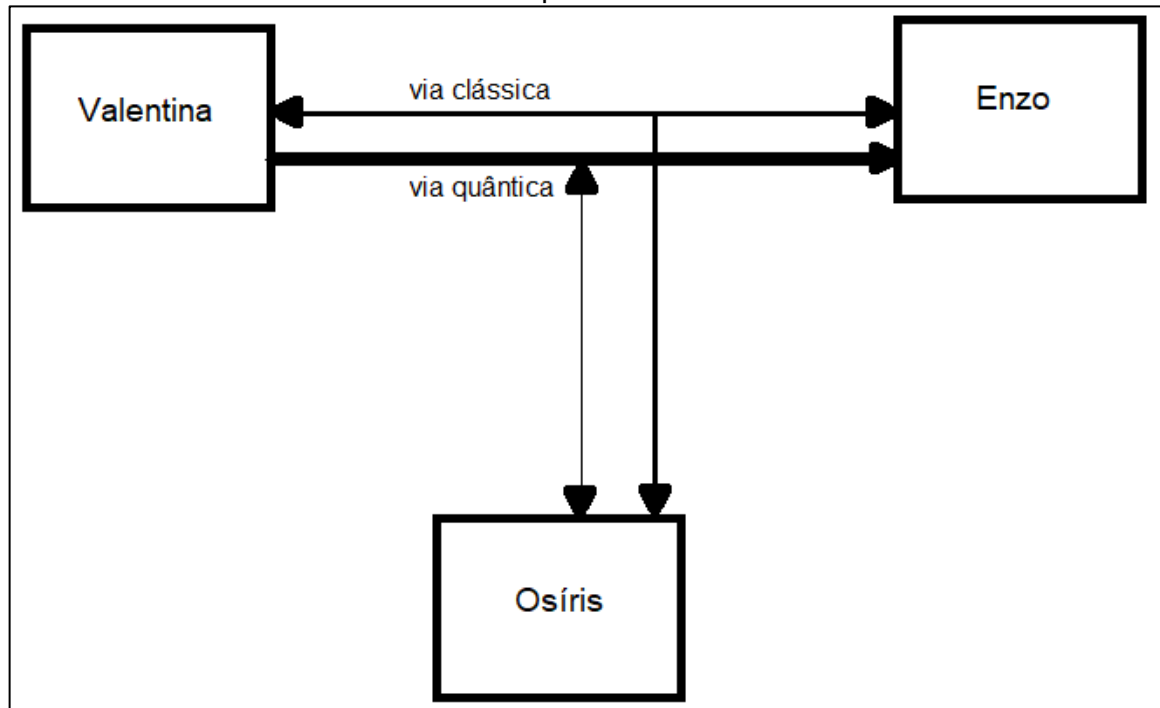 via clássica
Valentina
Enzo
via quântica
Osíris